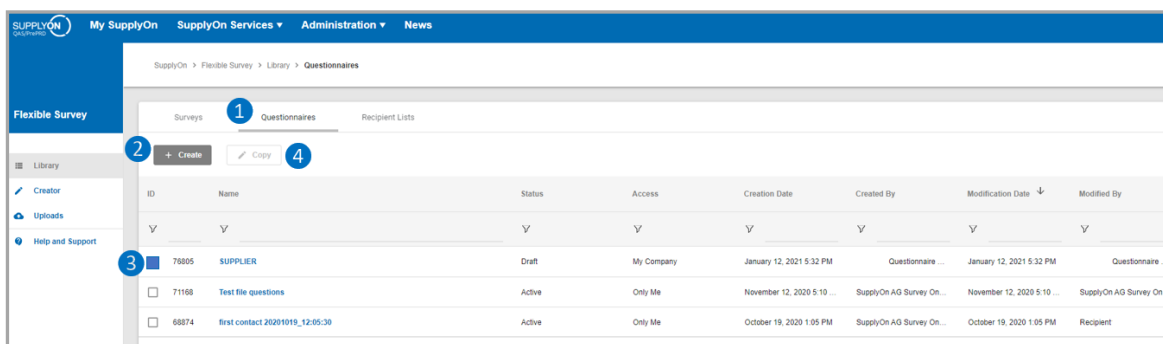 SUPPLYON
QAS/PrePRO
My SupplyOn SupplyOn Services ▾ Administration ▾ News
SupplyOn > Flexible Survey > Library > Questionnaires
Flexible Survey
Surveys 1 Questionnaires Recipient Lists
2 + Create Copy 4
Library
Creator
Uploads
Help and Support
ID Name Status Access Creation Date Created By Modification Date ↓ Modified By
3 76805 SUPPLIER Draft My Company January 12, 2021 5:32 PM Questionnaire ... January 12, 2021 5:32 PM Questionnaire .
71168 Test file questions Active Only Me November 12, 2020 5:10 ... SupplyOn AG Survey On... November 12, 2020 5:10 ... SupplyOn AG Survey On
68874 first contact 20201019_12:05:30 Active Only Me October 19, 2020 1:05 PM SupplyOn AG Survey On... October 19, 2020 1:05 PM Recipient